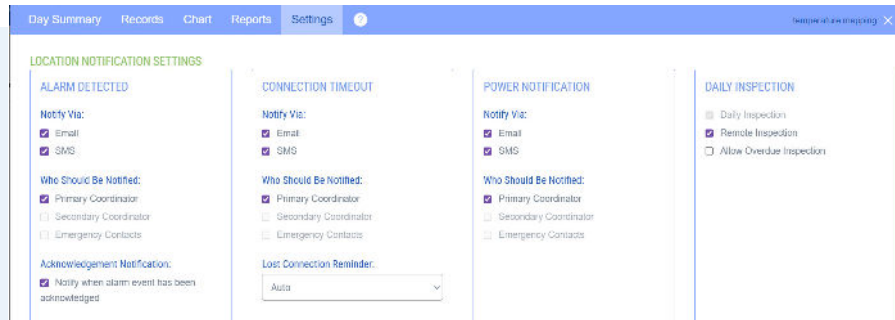 Day Summary Records Chart Reports Settings ?
temperature mapping X
LOCATION NOTIFICATION SETTINGS
ALARM DETECTED
Notify Via:
Email
SMS
Who Should Be Notified:
Primary Coordinator
Secondary Coordinator
Emergency Contacts
Acknowledgement Notification:
Notify when alarm event has been
acknowledged
CONNECTION TIMEOUT
Notify Via:
Email
SMS
Who Should Be Notified:
Primary Coordinator
Secondary Coordinator
Emergency Contacts
Lost Connection Reminder:
Auto
POWER NOTIFICATION
Notify Via:
Email
SMS
Who Should Be Notified:
Primary Coordinator
Secondary Coordinator
Emergency Contacts
DAILY INSPECTION
Daily Inspection
Remote Inspection
Allow Overdue Inspection